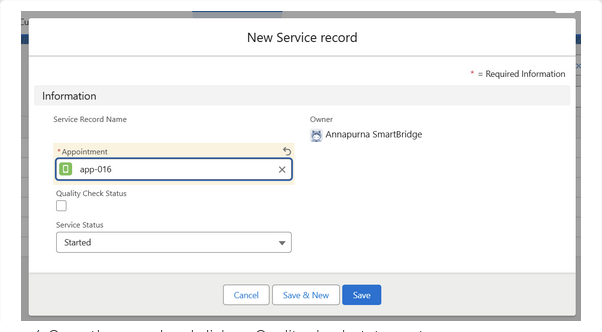 New Service record
* = Required Information
Information
Service Record Name
Owner
Annapurna SmartBridge
*Appointment
app-016
Quality Check Status
Service Status
Started
Cancel
Save & New
Save